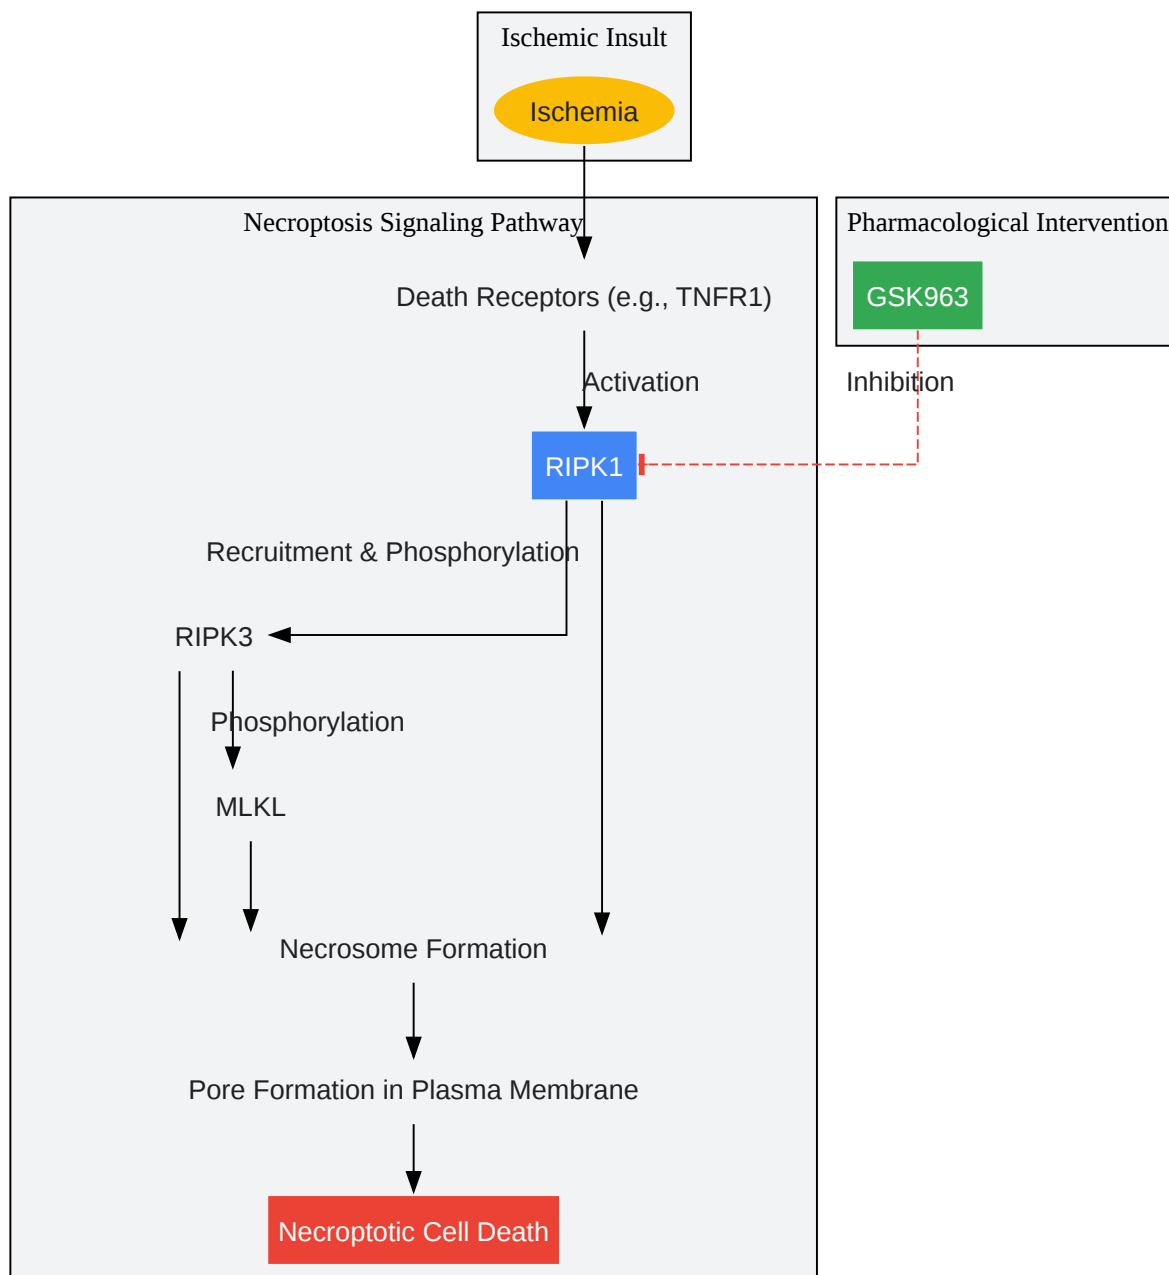 Ischemic Insult
Ischemia
Necroptosis Signaling Pathway
Pharmacological Intervention
Death Receptors (e.g., TNFR1)
GSK963
Activation
Inhibition
RIPK1
Recruitment & Phosphorylation
RIPK3
Phosphorylation
MLKL
Necrosome Formation
Pore Formation in Plasma Membrane
Necroptotic Cell Death